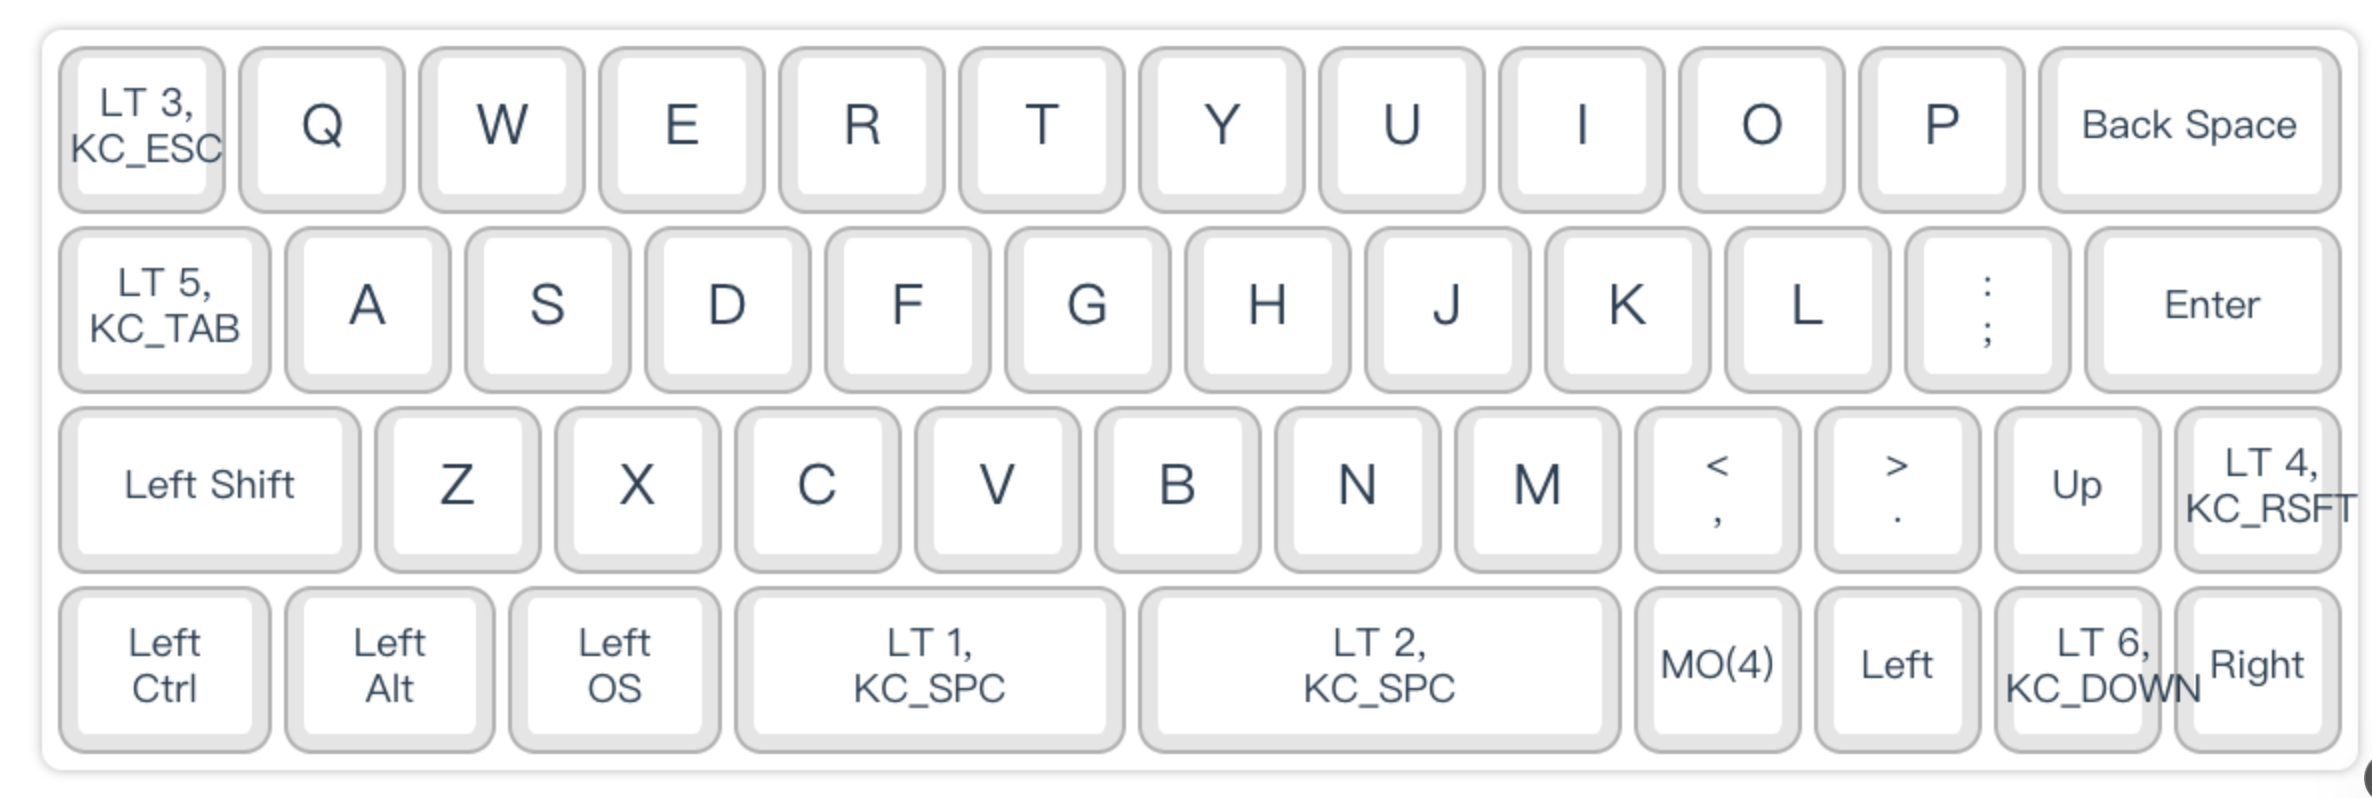 LT 3,
KC_ESC
Q
W
E
R
T
Y
U
I
O
P
Back Space
LT 5,
KC_TAB
A
S
D
F
G
H
J
K
L
:
;
Enter
Left Shift
Z
X
C
V
B
N
M
<
,
>
.
Up
LT 4,
KC_RSFT
Left
Ctrl
Left
Alt
Left
OS
LT 1,
KC_SPC
LT 2,
KC_SPC
MO(4)
Left
LT 6,
KC_DOWN
Right